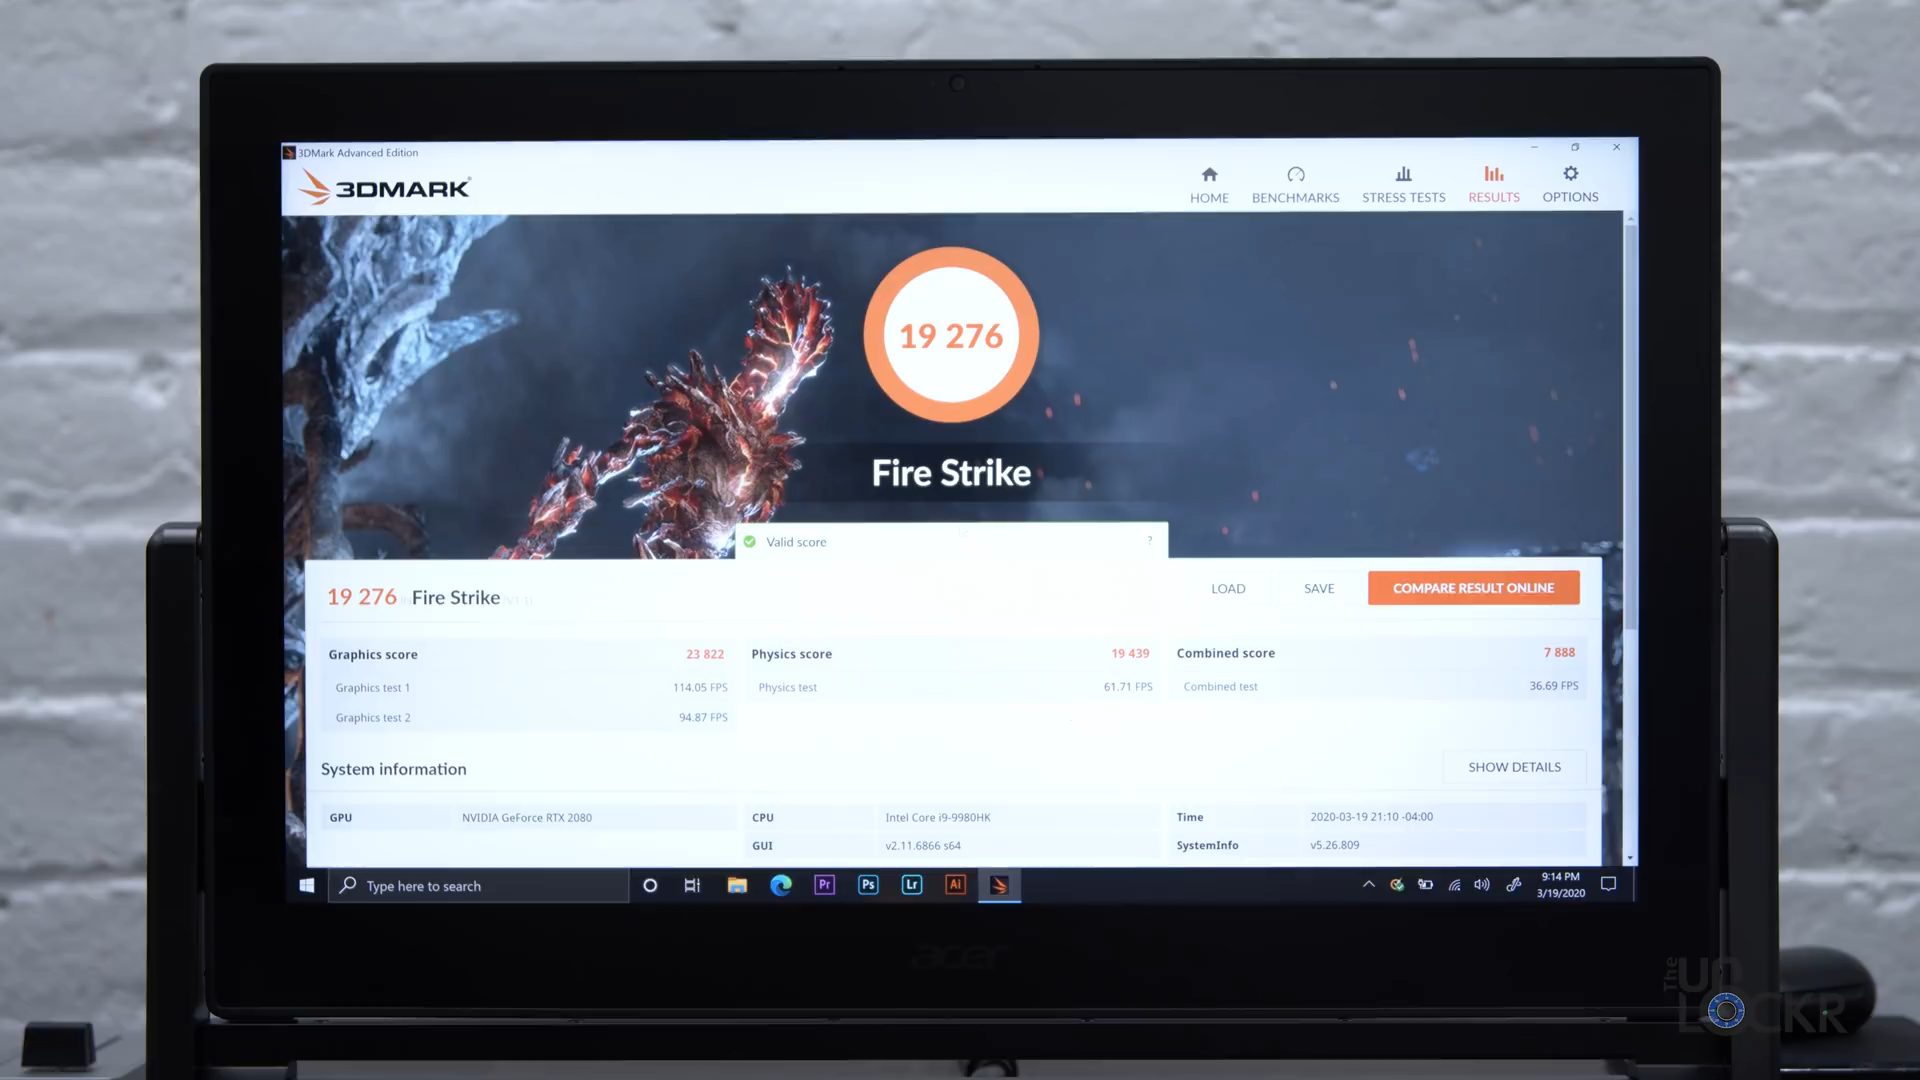 3DMark Advanced Edition
3DMARK
HOME
BENCHMARKS
STRESS TESTS
RESULTS
OPTIONS
19 276
Fire Strike
Valid score
?
19 276 Fire Strike
LOAD
SAVE
COMPARE RESULT ONLINE
Graphics score 23 822
Graphics test 1 114.05 FPS
Graphics test 2 94.87 FPS
Physics score 19 439
Physics test 61.71 FPS
Combined score 7 888
Combined test 36.69 FPS
System information
SHOW DETAILS
GPU NVIDIA GeForce RTX 2080
CPU Intel Core i9-9980HK
GUI v2.11.6866 s64
Time 2020-03-19 21:10 -04:00
SystemInfo v5.26.809
Type here to search
Pr
Ps
Lr
Ai
9:14 PM
3/19/2020
acer
The
UN
LOCKR